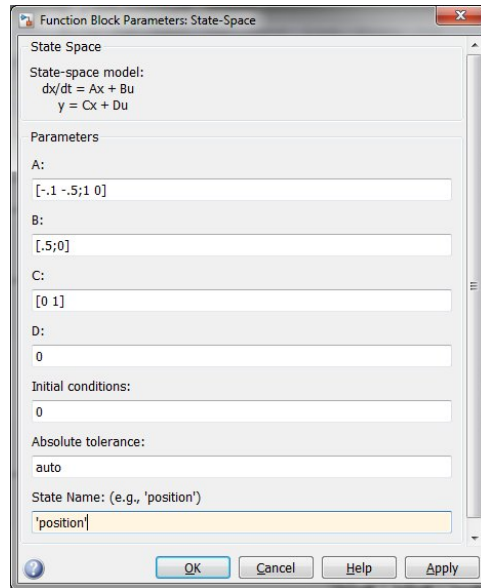 Function Block Parameters: State-Space
State Space
State-space model:
dx/dt = Ax + Bu
y = Cx + Du
Parameters
A:
[-.1 -.5;1 0]
B:
[.5;0]
C:
[0 1]
D:
0
Initial conditions:
0
Absolute tolerance:
auto
State Name: (e.g., 'position')
'position'
OK Cancel Help Apply